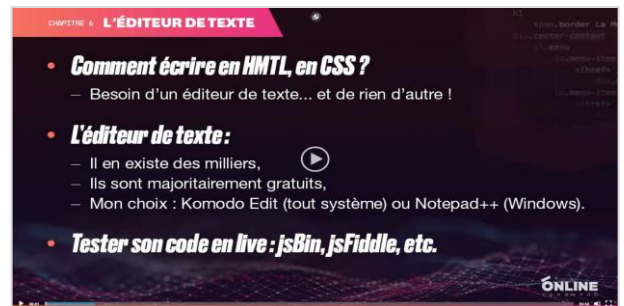 CHAPITRE 6 L'ÉDITEUR DE TEXTE
• Comment écrire en HMTL, en CSS ?
– Besoin d'un éditeur de texte... et de rien d'autre !
• L'éditeur de texte :
– Il en existe des milliers,
– Ils sont majoritairement gratuits,
– Mon choix : Komodo Edit (tout système) ou Notepad++ (Windows).
• Tester son code en live : jsBin, jsFiddle, etc.
ONLINE